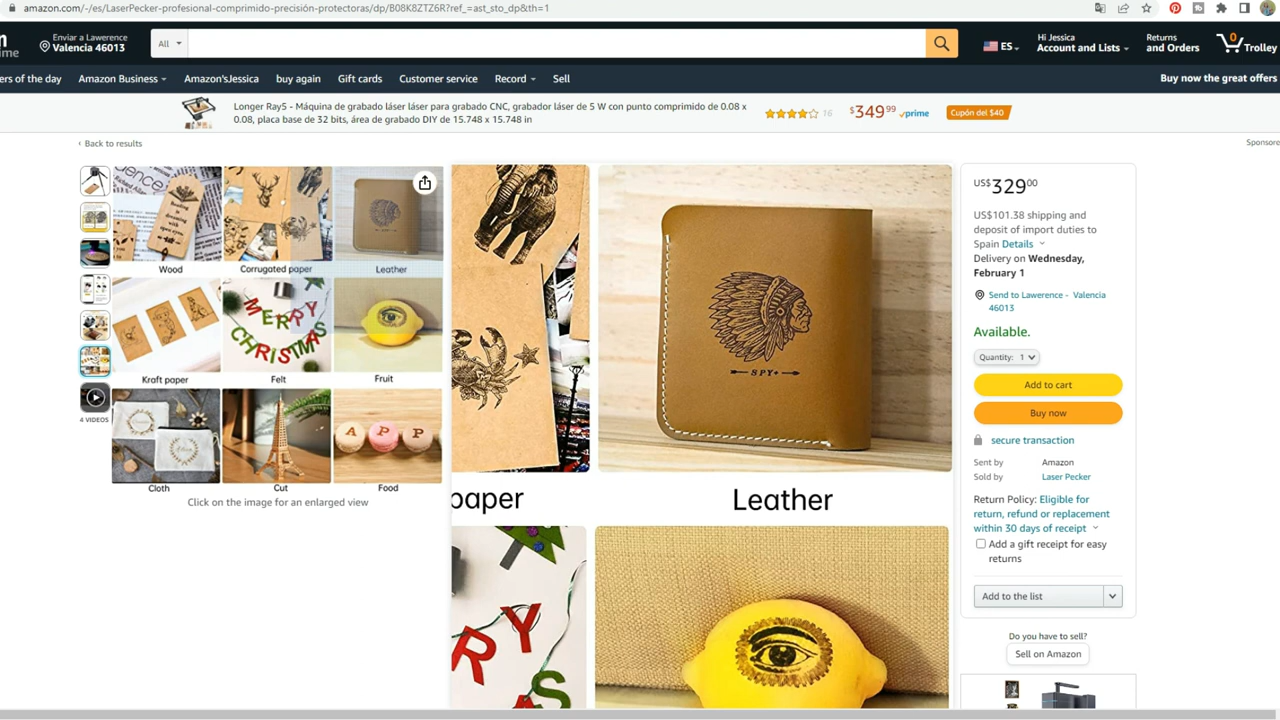 amazon.com/-/es/LaserPecker-profesional-comprimido-precisión-protectoras/dp/B08K8ZTZ6R?ref_=ast_sto_dp&th=1
Enviar a Lawerence
Valencia 46013
All
ES
Hi Jessica
Account and Lists
Returns
and Orders
0
Trolley
ers of the day
Amazon Business
Amazon'sJessica
buy again
Gift cards
Customer service
Record
Sell
Buy now the great offers
Longer Ray5 - Máquina de grabado láser láser para grabado CNC, grabador láser de 5 W con punto comprimido de 0.08 x
0.08, placa base de 32 bits, área de grabado DIY de 15.748 x 15.748 in
16
$349.99
prime
Cupón del $40
‹ Back to results
Sponsore
Wood
Corrugated paper
Leather
Kraft paper
MERRY
CHRISTMAS
Felt
Fruit
4 VIDEOS
A P P
Cloth
Cut
Food
Click on the image for an enlarged view
SPY+
paper
Leather
RY
S
US$329.00
US$101.38 shipping and
deposit of import duties to
Spain Details
Delivery on Wednesday,
February 1
Send to Lawerence - Valencia
46013
Available.
Quantity: 1
Add to cart
Buy now
secure transaction
Sent by Amazon
Sold by Laser Pecker
Return Policy: Eligible for
return, refund or replacement
within 30 days of receipt
Add a gift receipt for easy
returns
Add to the list
Do you have to sell?
Sell on Amazon